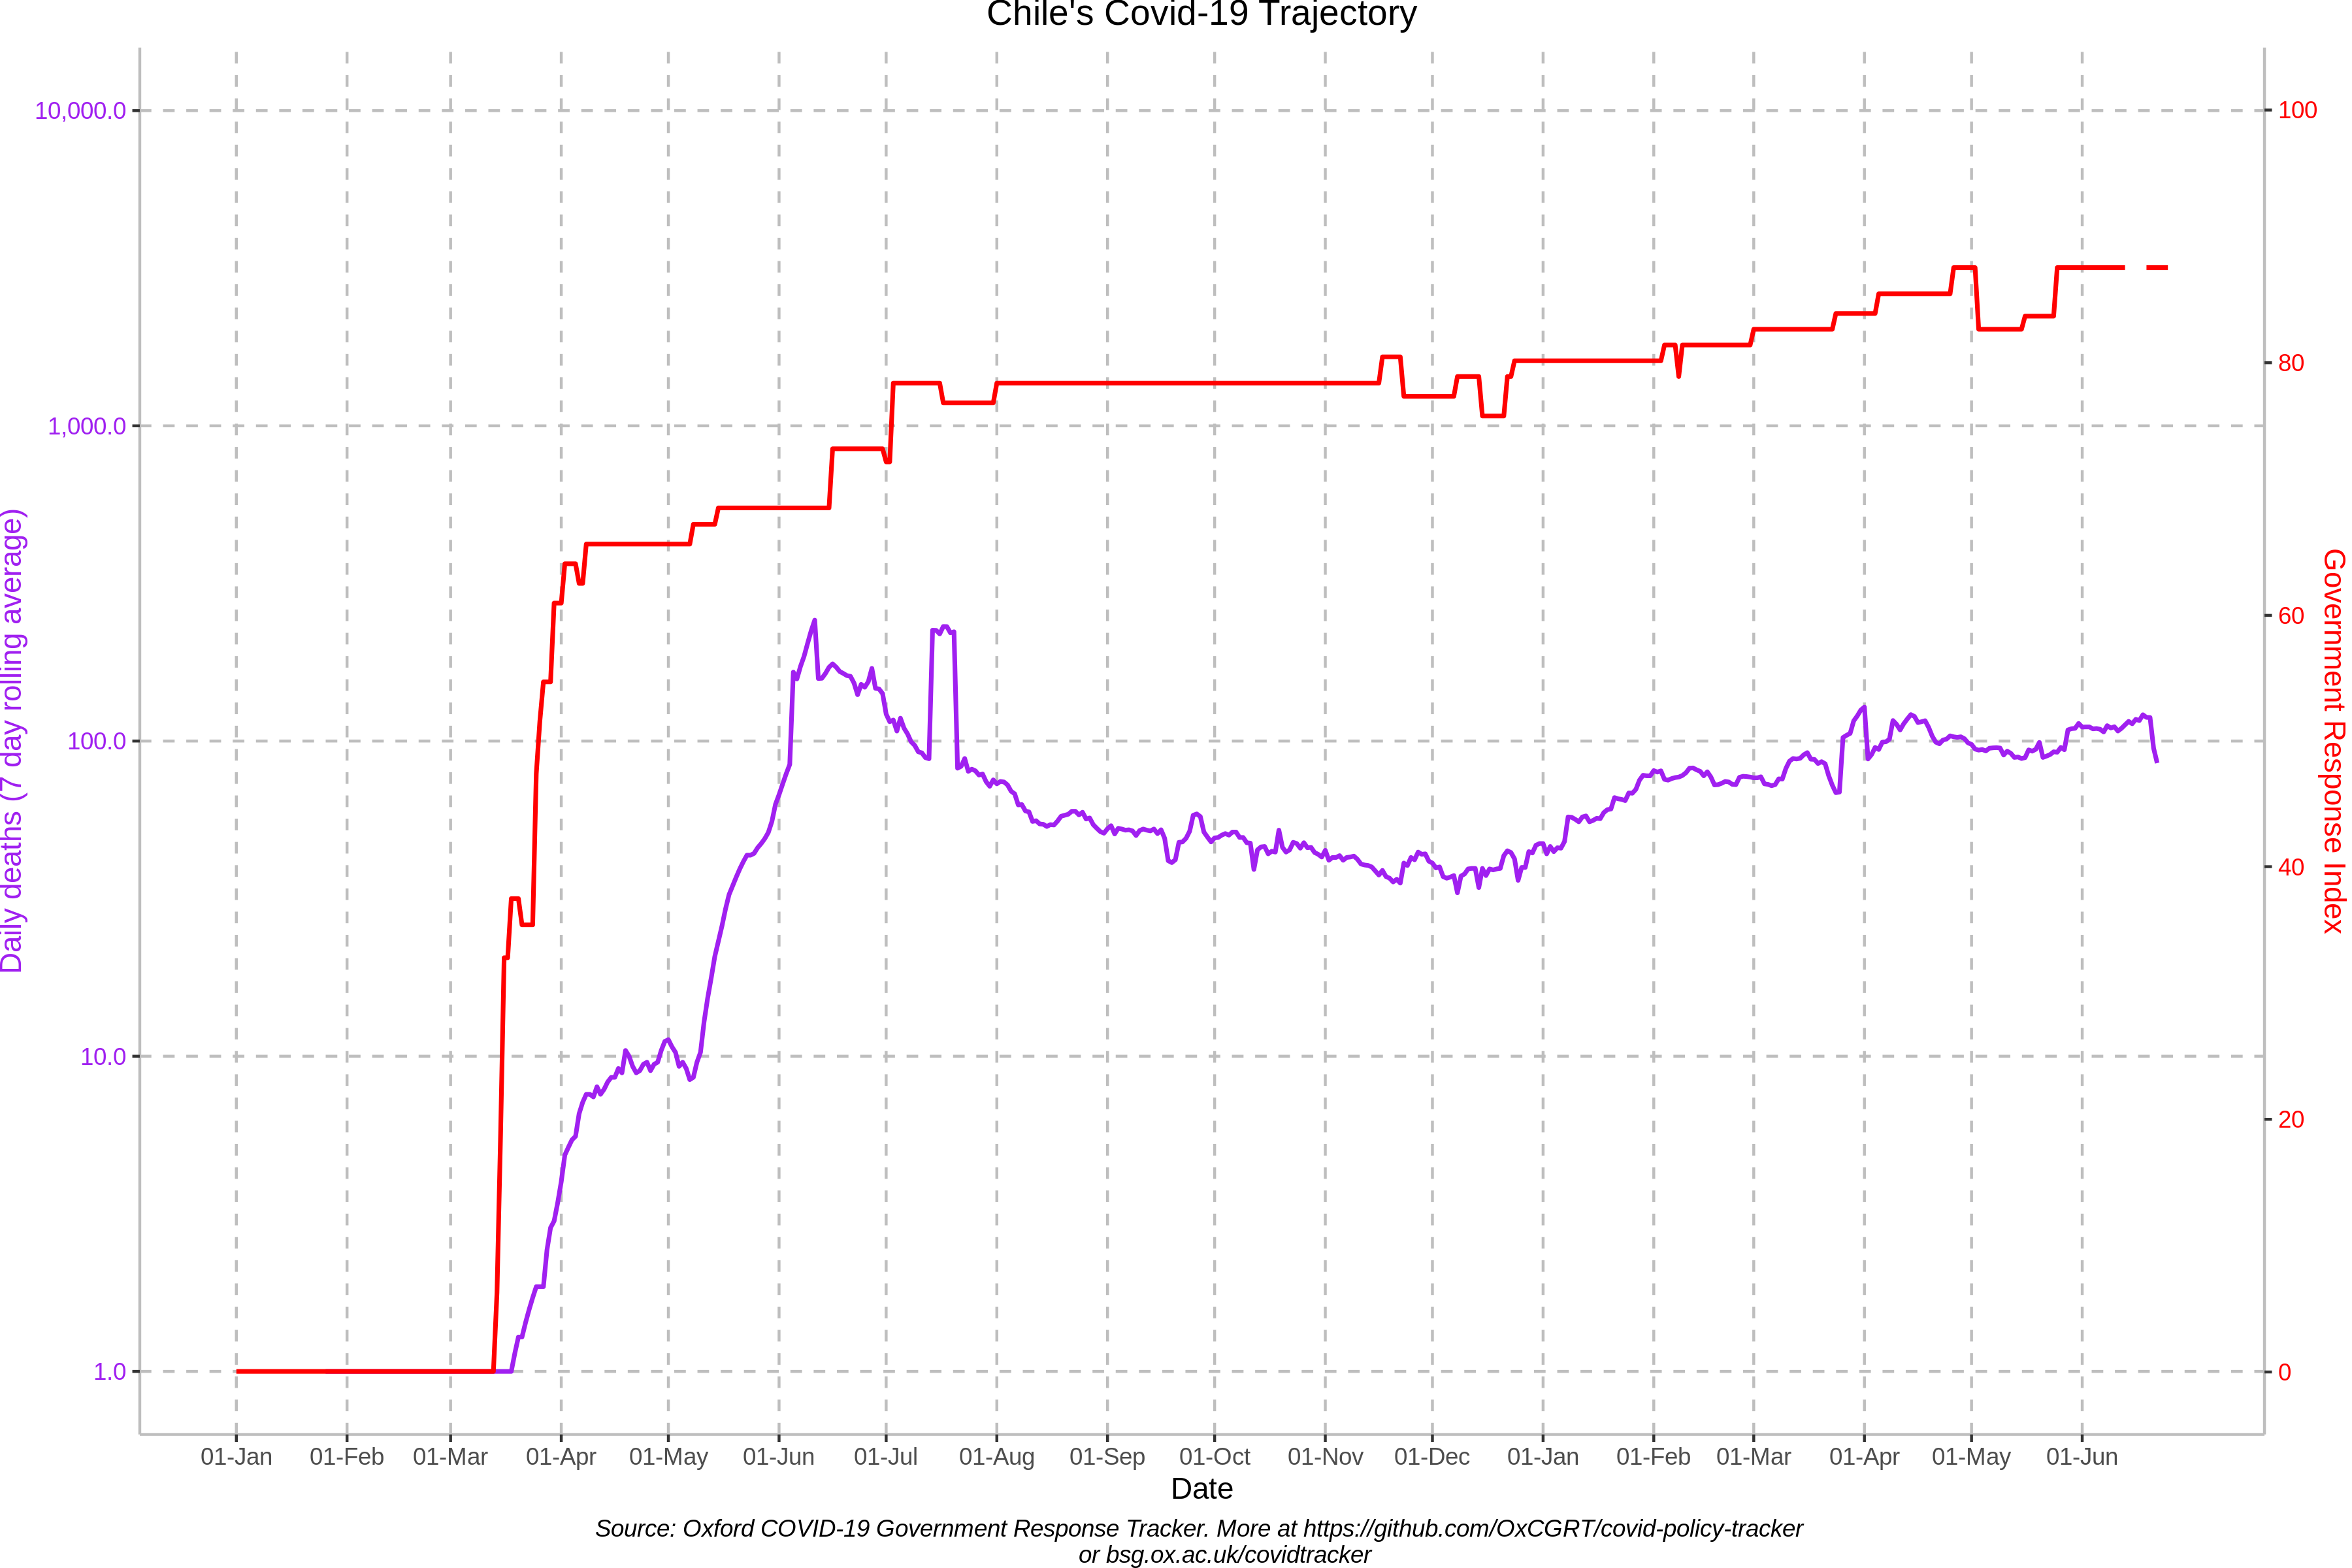 Chile's Covid-19 Trajectory
10,000.0
1,000.0
100.0
10.0
1.0
Daily deaths (7 day rolling average)
100
80
60
40
20
0
Government Response Index
01-Jan 01-Feb 01-Mar 01-Apr 01-May 01-Jun 01-Jul 01-Aug 01-Sep 01-Oct 01-Nov 01-Dec 01-Jan 01-Feb 01-Mar 01-Apr 01-May 01-Jun
Date
Source: Oxford COVID-19 Government Response Tracker. More at https://github.com/OxCGRT/covid-policy-tracker
or bsg.ox.ac.uk/covidtracker